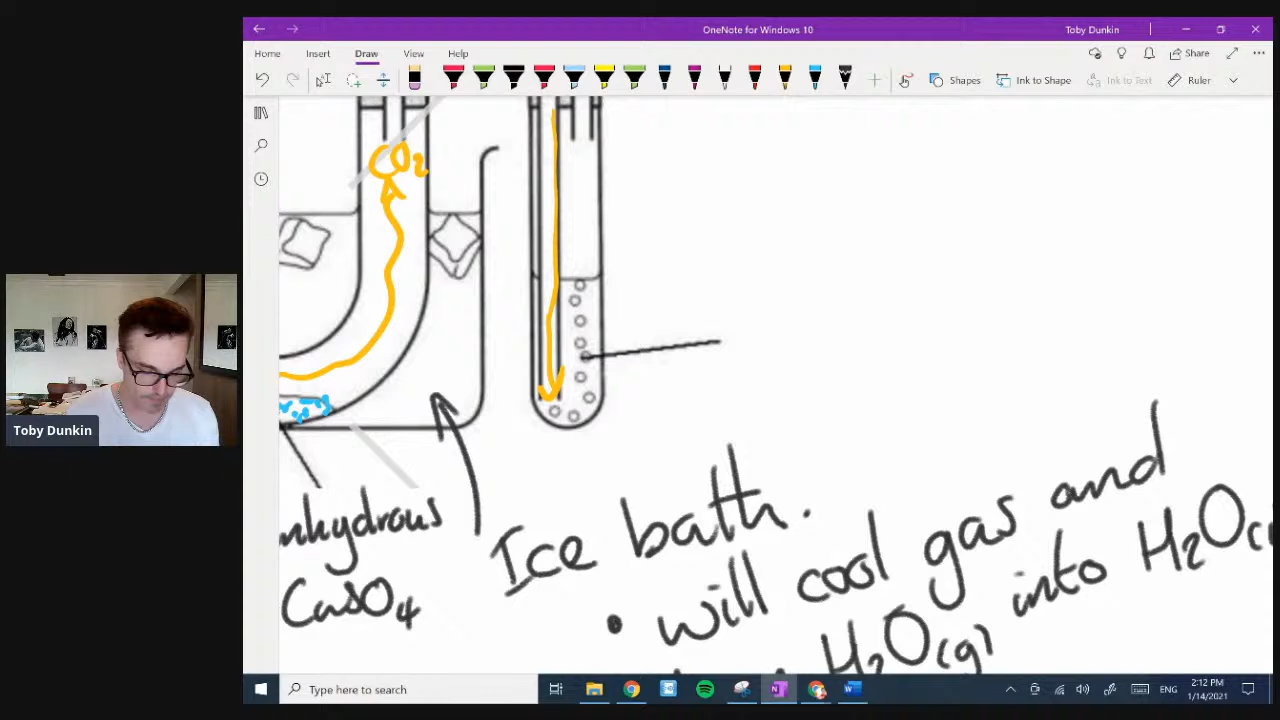 OneNote for Windows 10
Toby Dunkin
Home Insert Draw View Help
Share
Shapes Ink to Shape Ink to Text Ruler
CO2
Toby Dunkin
nhydrous
CuSO4
Ice bath.
• will cool gas and
H2O(g) into H2O(
Type here to search
ENG
2:12 PM
1/14/2021